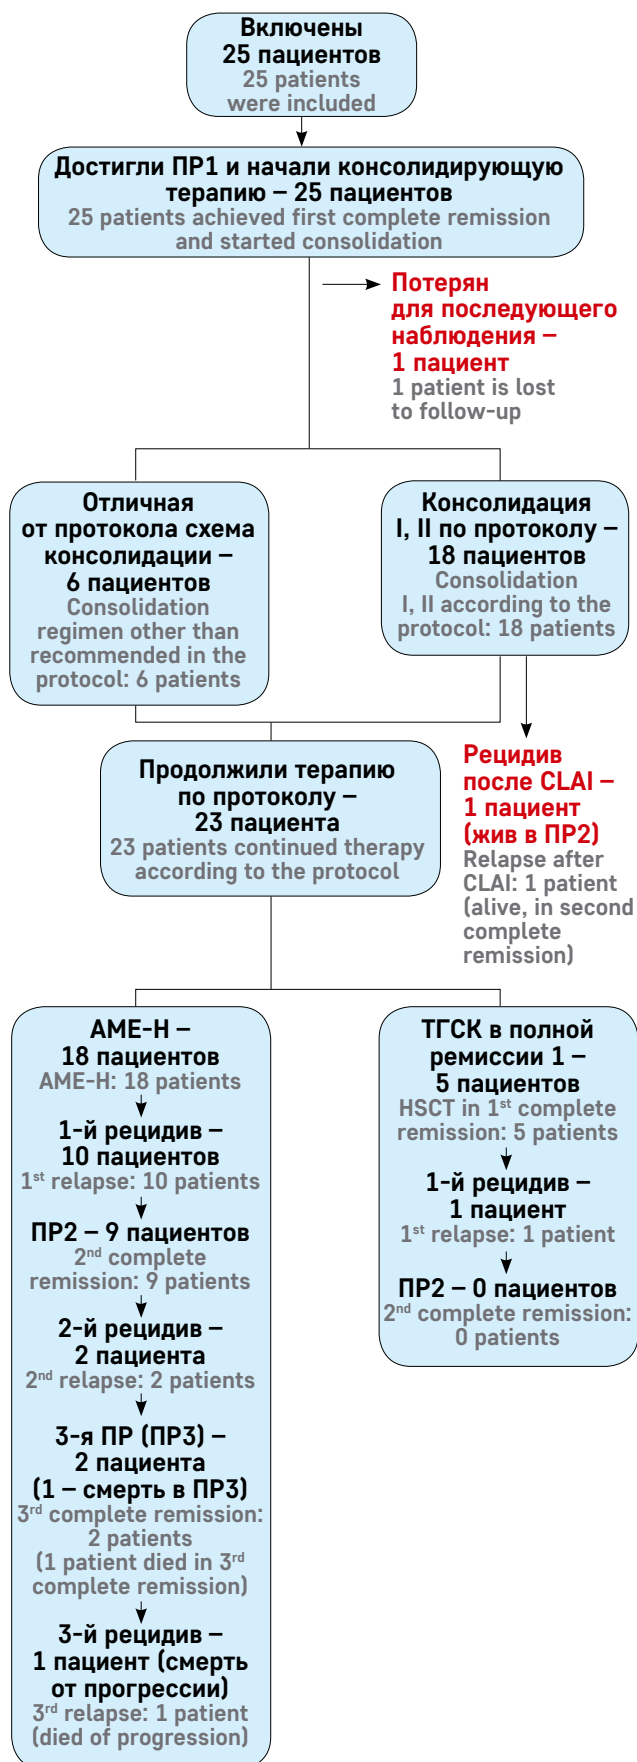 Включены
25 пациентов
25 patients
were included
Достигли ПР1 и начали консолидирующую
терапию – 25 пациентов
25 patients achieved first complete remission
and started consolidation
Потерян
для последующего
наблюдения –
1 пациент
1 patient is lost
to follow-up
Отличная
от протокола схема
консолидации –
6 пациентов
Consolidation
regimen other than
recommended in the
protocol: 6 patients
Консолидация
I, II по протоколу –
18 пациентов
Consolidation
I, II according to the
protocol: 18 patients
Рецидив
после CLAI –
1 пациент
(жив в ПР2)
Relapse after
CLAI: 1 patient
(alive, in second
complete
remission)
Продолжили терапию
по протоколу –
23 пациента
23 patients continued therapy
according to the protocol
AME-H –
18 пациентов
AME-H: 18 patients
1-й рецидив –
10 пациентов
1st relapse: 10 patients
ПР2 – 9 пациентов
2nd complete
remission: 9 patients
2-й рецидив –
2 пациента
2nd relapse: 2 patients
3-я ПР (ПР3) –
2 пациента
(1 – смерть в ПР3)
3rd complete remission:
2 patients
(1 patient died in 3rd
complete remission)
3-й рецидив –
1 пациент (смерть
от прогрессии)
3rd relapse: 1 patient
(died of progression)
ТГСК в полной
ремиссии 1 –
5 пациентов
HSCT in 1st complete
remission: 5 patients
1-й рецидив –
1 пациент
1st relapse: 1 patient
ПР2 – 0 пациентов
2nd complete remission:
0 patients